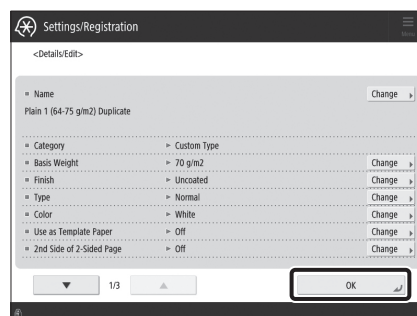 Settings/Registration
Menu
<Details/Edit>
Name
Change
Plain 1 (64-75 g/m2) Duplicate
Category Custom Type
Basis Weight 70 g/m2 Change
Finish Uncoated Change
Type Normal Change
Color White Change
Use as Template Paper Off Change
2nd Side of 2-Sided Page Off Change
1/3
OK